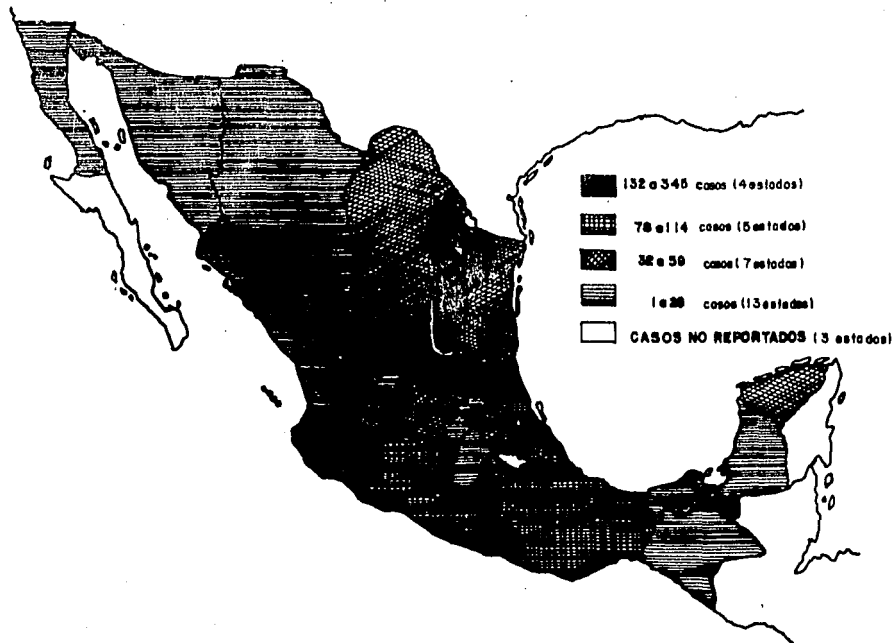 132 a 345 casos (4 estados)
78 a 114 casos (5 estados)
32 a 59 casos (7 estados)
1 a 28 casos (13 estados)
CASOS NO REPORTADOS (3 estados)